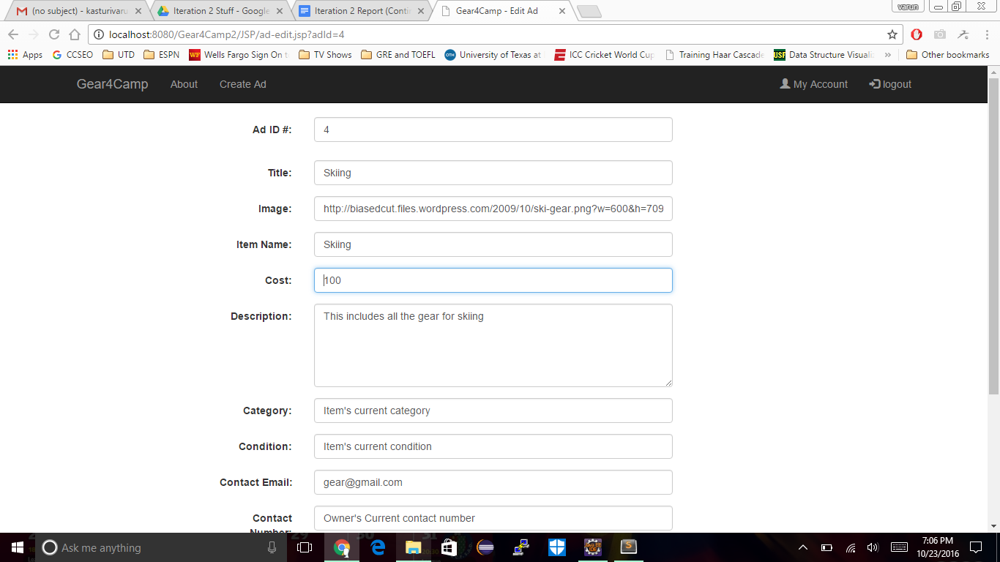 (no subject) - kasturivaru
Iteration 2 Stuff - Google
Iteration 2 Report (Conti
Gear4Camp - Edit Ad
varun
localhost:8080/Gear4Camp2/JSP/ad-edit.jsp?adId=4
Apps
CCSEO
UTD
ESPN
WF
Wells Fargo Sign On t
TV Shows
GRE and TOEFL
University of Texas at
ICC Cricket World Cup
Training Haar Cascade
USF
Data Structure Visuali
»
Other bookmarks
Gear4Camp
About
Create Ad
My Account
logout
Ad ID #:
4
Title:
Skiing
Image:
http://biasedcut.files.wordpress.com/2009/10/ski-gear.png?w=600&h=709
Item Name:
Skiing
Cost:
100
Description:
This includes all the gear for skiing
Category:
Item's current category
Condition:
Item's current condition
Contact Email:
gear@gmail.com
Contact
Number:
Owner's Current contact number
Ask me anything
7:06 PM
10/23/2016